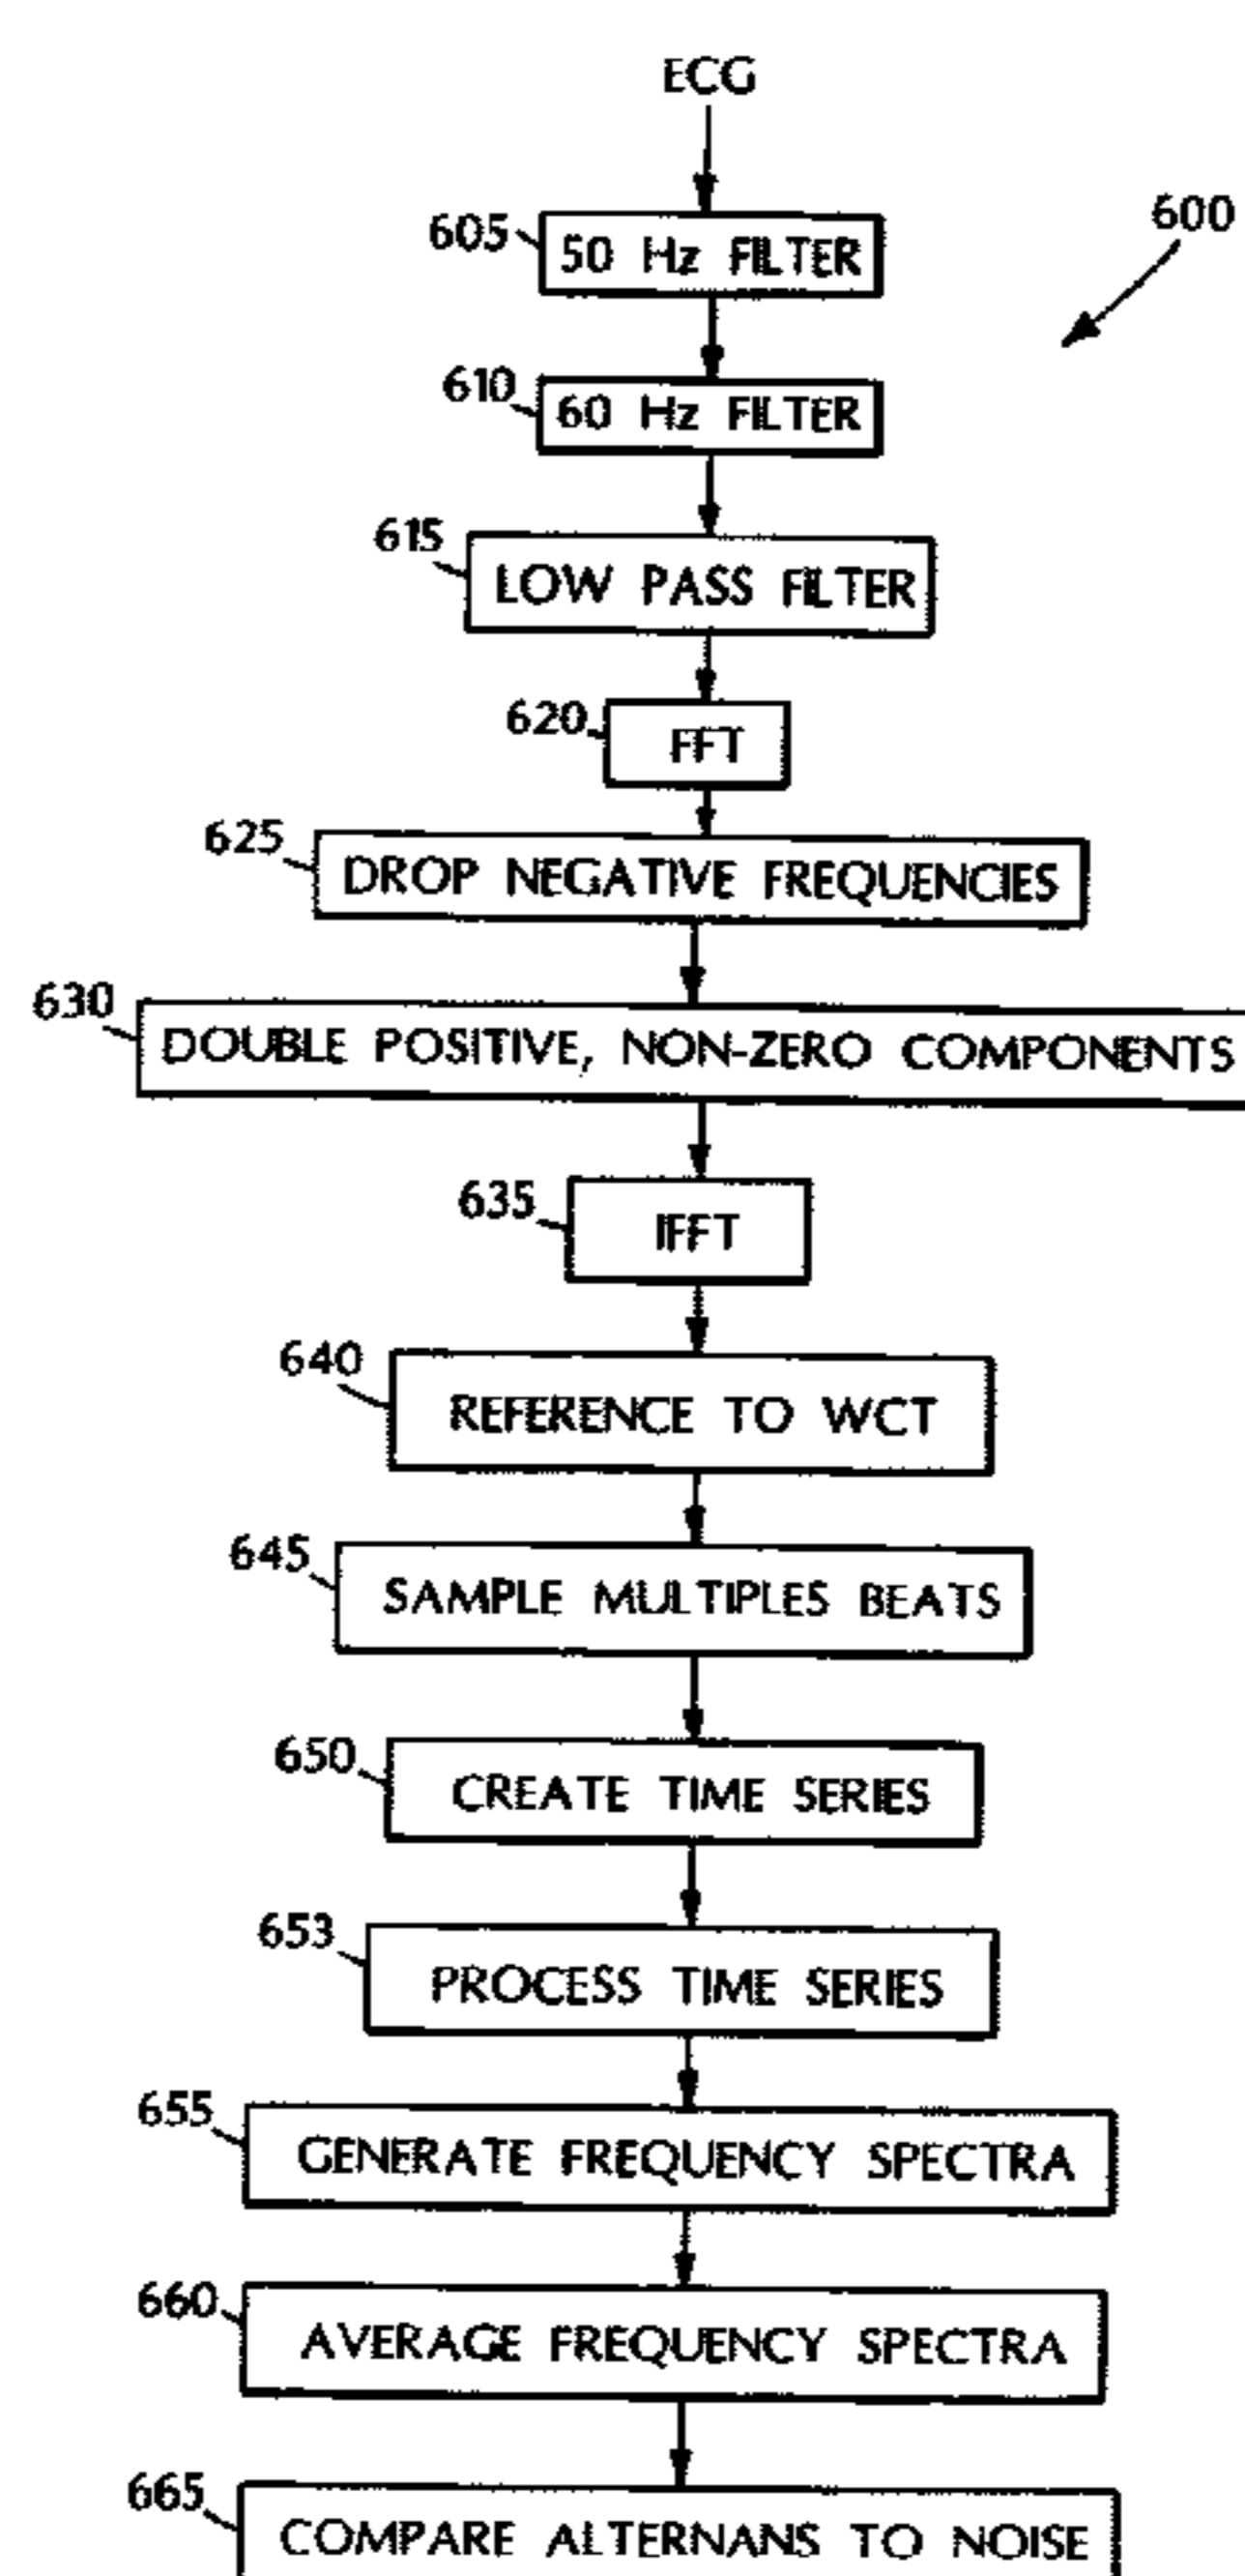 ECG
600
605
50 Hz FILTER
610
60 Hz FILTER
615
LOW PASS FILTER
620
FFT
625
DROP NEGATIVE FREQUENCIES
630
DOUBLE POSITIVE, NON-ZERO COMPONENTS
635
IFFT
640
REFERENCE TO WCT
645
SAMPLE MULTIPLES BEATS
650
CREATE TIME SERIES
653
PROCESS TIME SERIES
655
GENERATE FREQUENCY SPECTRA
660
AVERAGE FREQUENCY SPECTRA
665
COMPARE ALTERNANS TO NOISE